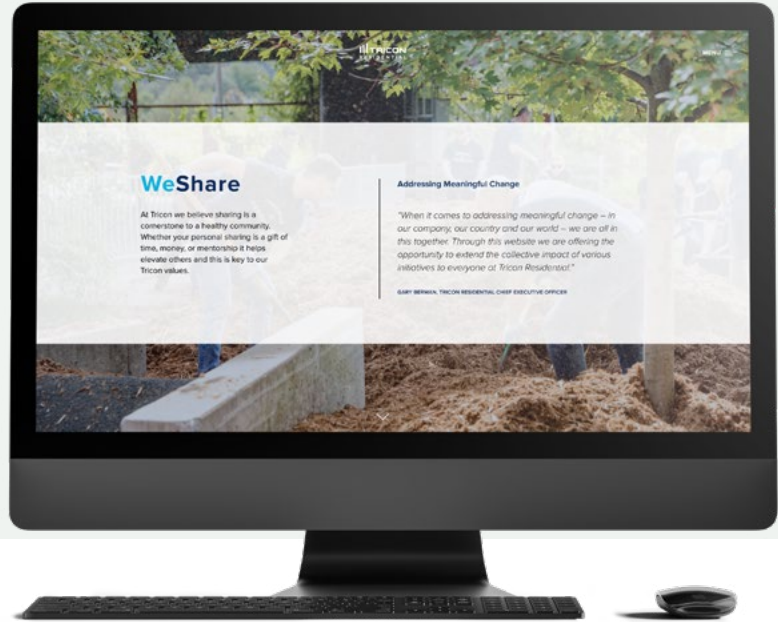 TRICON
RESIDENTIAL
MENU
WeShare
At Tricon we believe sharing is a
cornerstone to a healthy community.
Whether your personal sharing is a gift of
time, money, or mentorship it helps
elevate others and this is key to our
Tricon values.
Addressing Meaningful Change
"When it comes to addressing meaningful change – in
our company, our country and our world – we are all in
this together. Through this website we are offering the
opportunity to extend the collective impact of various
initiatives to everyone at Tricon Residential."
GARY BERMAN, TRICON RESIDENTIAL CHIEF EXECUTIVE OFFICER